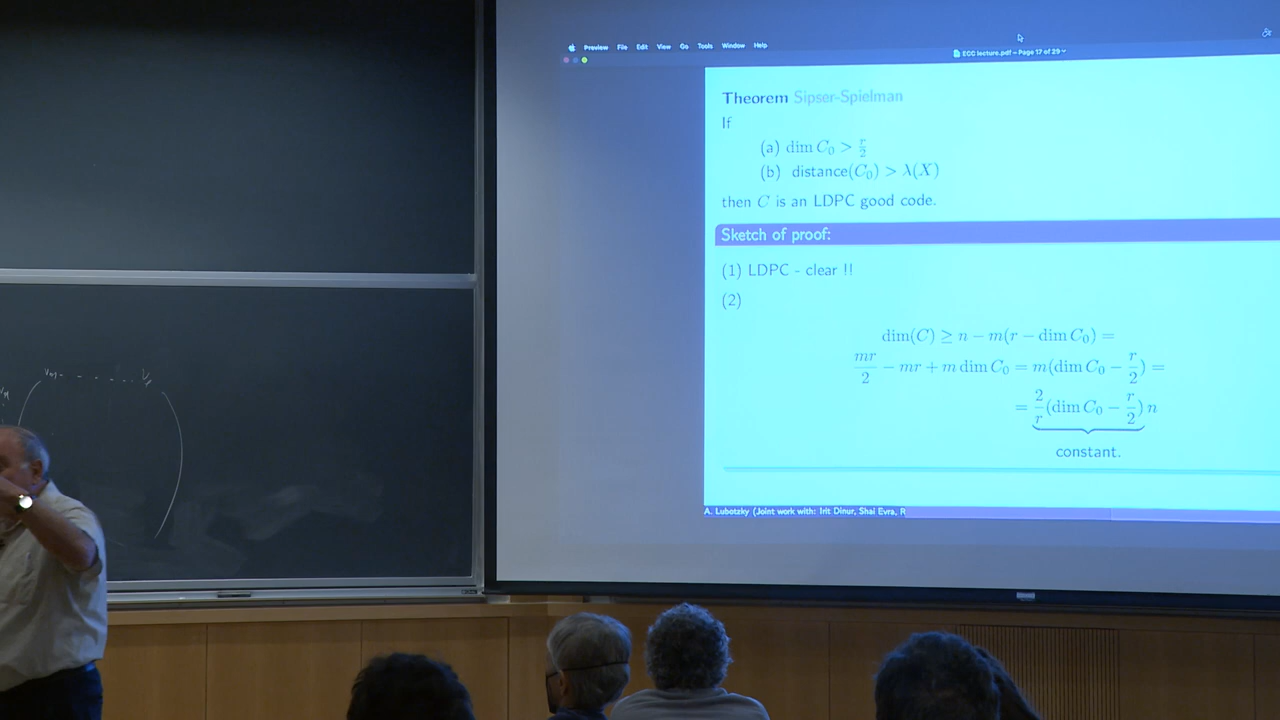 Preview File Edit View Go Tools Window Help
ECC lecture.pdf – Page 17 of 29
Theorem Sipser-Spielman
If
(a) dim C₀ > r/2
(b) distance(C₀) > λ(X)
then C is an LDPC good code.
Sketch of proof:
(1) LDPC - clear !!
(2)
dim(C) ≥ n − m(r − dim C₀) =
mr/2 − mr + m dim C₀ = m(dim C₀ − r/2) =
= 2/r (dim C₀ − r/2) n
constant.
A. Lubotzky (Joint work with: Irit Dinur, Shai Evra, R